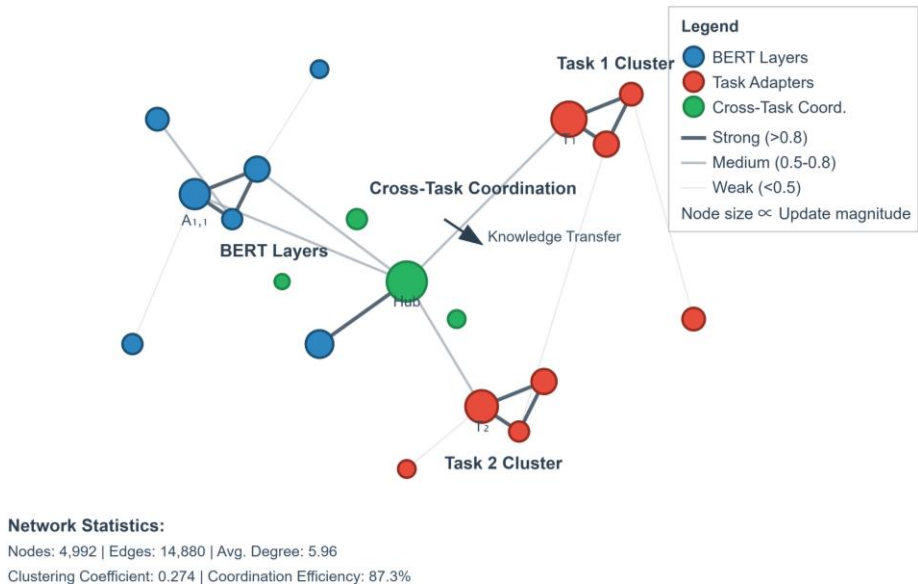 Legend
BERT Layers
Task Adapters
Cross-Task Coord.
Strong (>0.8)
Medium (0.5-0.8)
Weak (<0.5)
Node size ∝ Update magnitude
Task 1 Cluster
T₁
Cross-Task Coordination
Knowledge Transfer
A₁,₁
BERT Layers
Hub
T₂
Task 2 Cluster
Network Statistics:
Nodes: 4,992 | Edges: 14,880 | Avg. Degree: 5.96
Clustering Coefficient: 0.274 | Coordination Efficiency: 87.3%